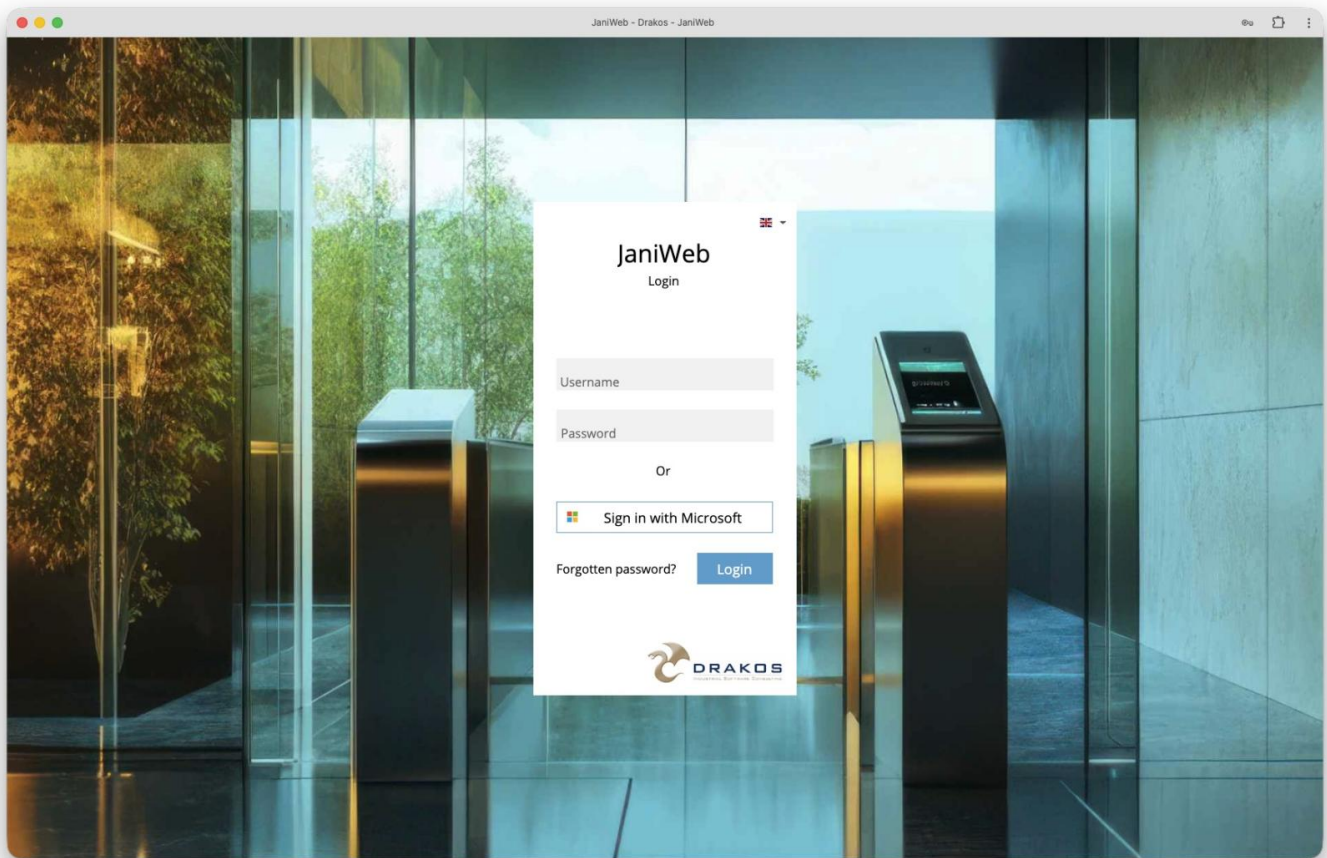 JaniWeb - Drakos - JaniWeb
JaniWeb
Login
Username
Password
Or
Sign in with Microsoft
Forgotten password?
Login
DRAKOS